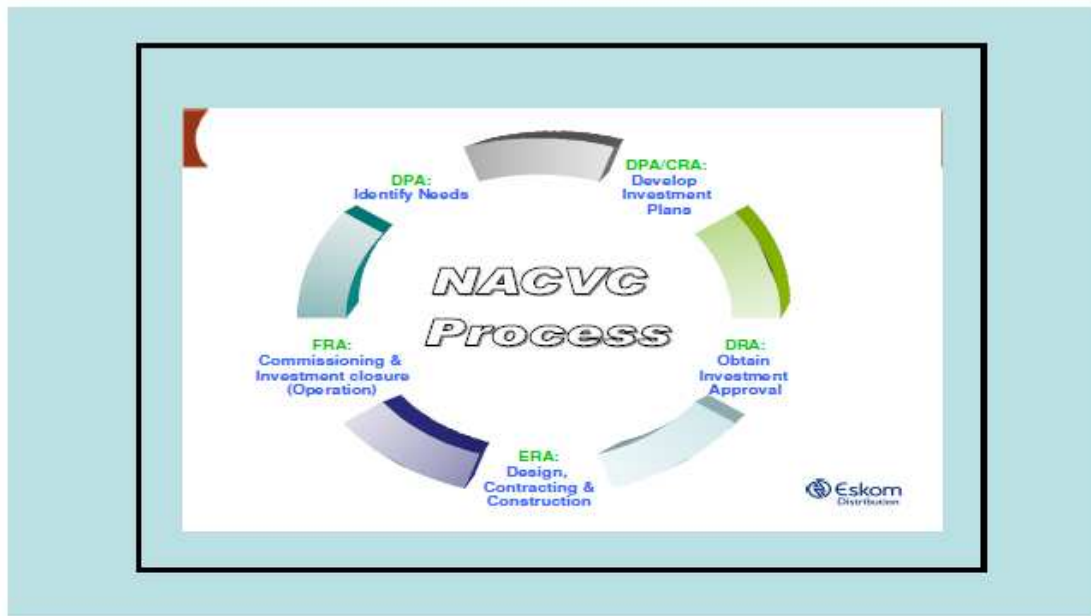 DPA:
Identify Needs
DPA/CRA:
Develop
Investment
Plans
NACVC
Process
FRA:
Commissioning &
Investment closure
(Operation)
DRA:
Obtain
Investment
Approval
ERA:
Design,
Contracting &
Construction
Eskom
Distribution